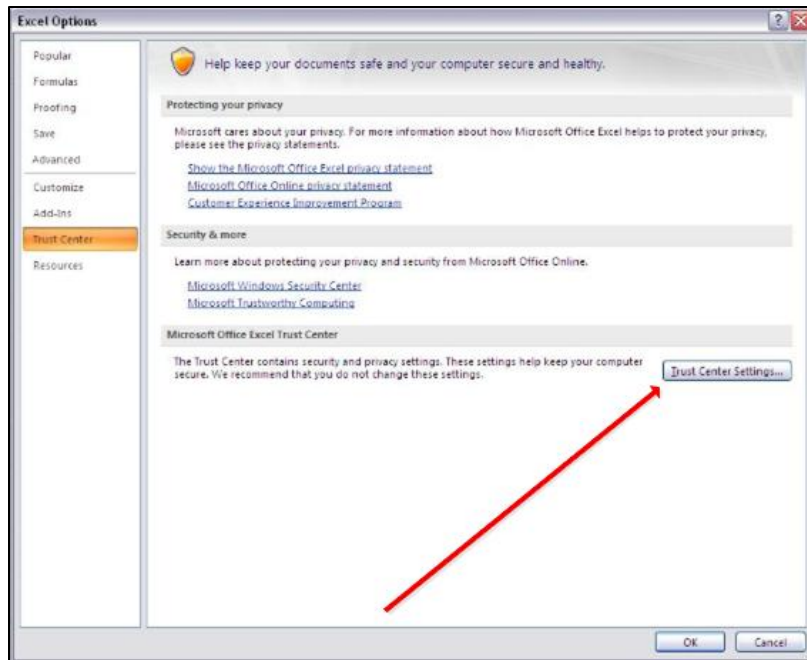 Excel Options
Popular
Formulas
Proofing
Save
Advanced
Customize
Add-Ins
Trust Center
Resources
Help keep your documents safe and your computer secure and healthy.
Protecting your privacy
Microsoft cares about your privacy. For more information about how Microsoft Office Excel helps to protect your privacy,
please see the privacy statements.
Show the Microsoft Office Excel privacy statement
Microsoft Office Online privacy statement
Customer Experience Improvement Program
Security & more
Learn more about protecting your privacy and security from Microsoft Office Online.
Microsoft Windows Security Center
Microsoft Trustworthy Computing
Microsoft Office Excel Trust Center
The Trust Center contains security and privacy settings. These settings help keep your computer
secure. We recommend that you do not change these settings.
Trust Center Settings...
OK
Cancel